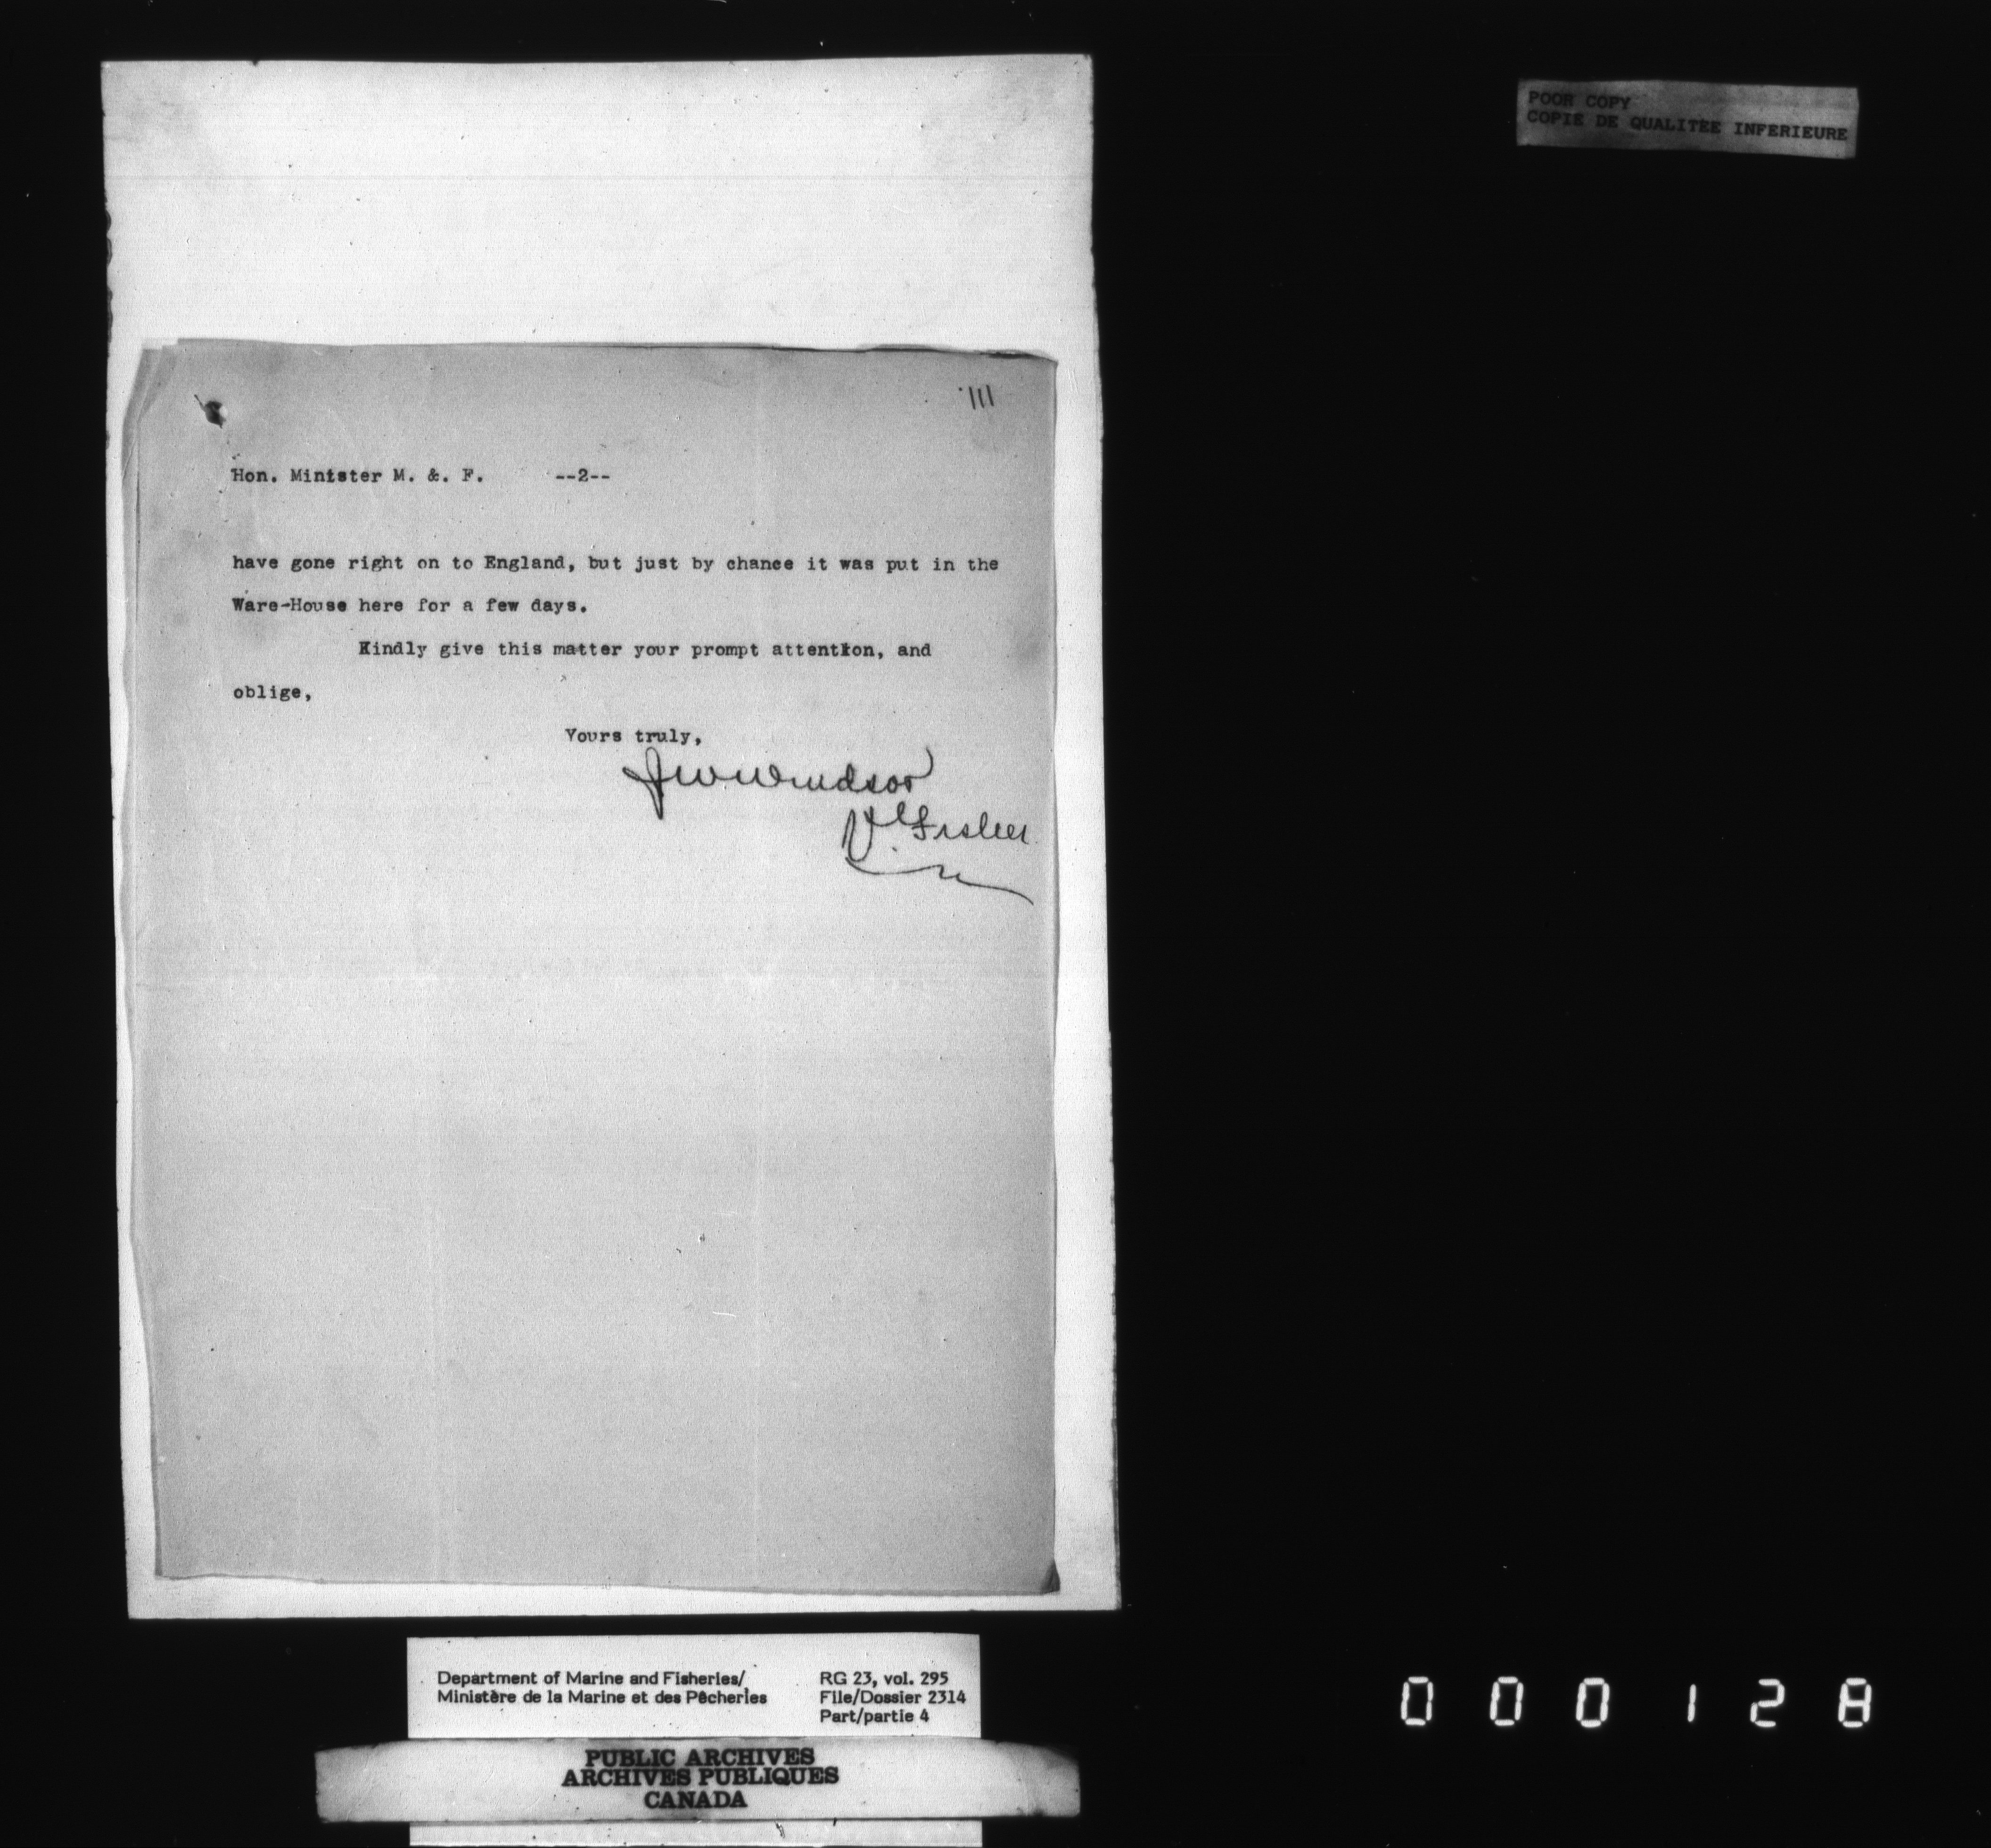 POOR COPY
COPIE DE QUALITEE INFERIEURE
111
Hon. Minister M. &. F. --2--
have gone right on to England, but just by chance it was put in the
Ware-House here for a few days.
Kindly give this matter your prompt attention, and
oblige,
Yours truly,
J W Windsor
Fisher
Department of Marine and Fisheries/
Ministère de la Marine et des Pêcheries
RG 23, vol. 295
File/Dossier 2314
Part/partie 4
PUBLIC ARCHIVES
ARCHIVES PUBLIQUES
CANADA
000128